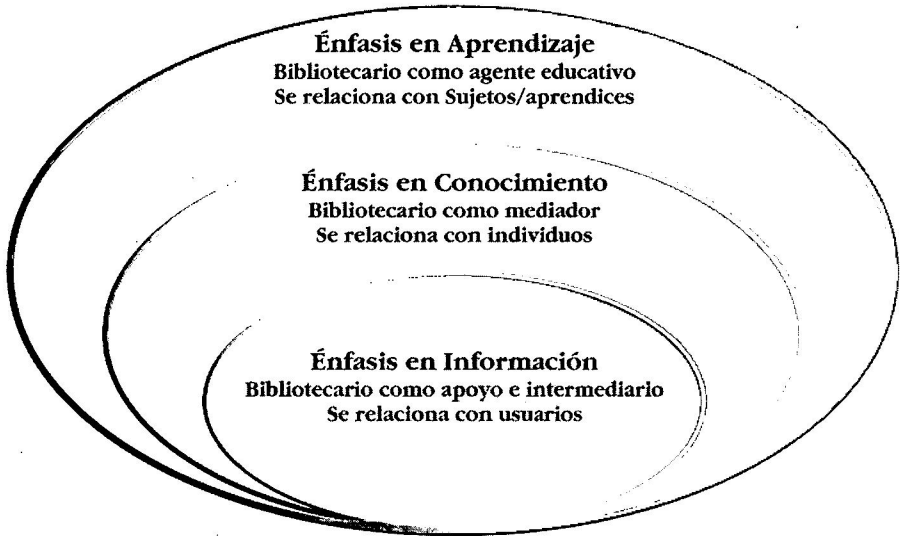 Énfasis en Aprendizaje
Bibliotecario como agente educativo
Se relaciona con Sujetos/aprendices
Énfasis en Conocimiento
Bibliotecario como mediador
Se relaciona con individuos
Énfasis en Información
Bibliotecario como apoyo e intermediario
Se relaciona con usuarios